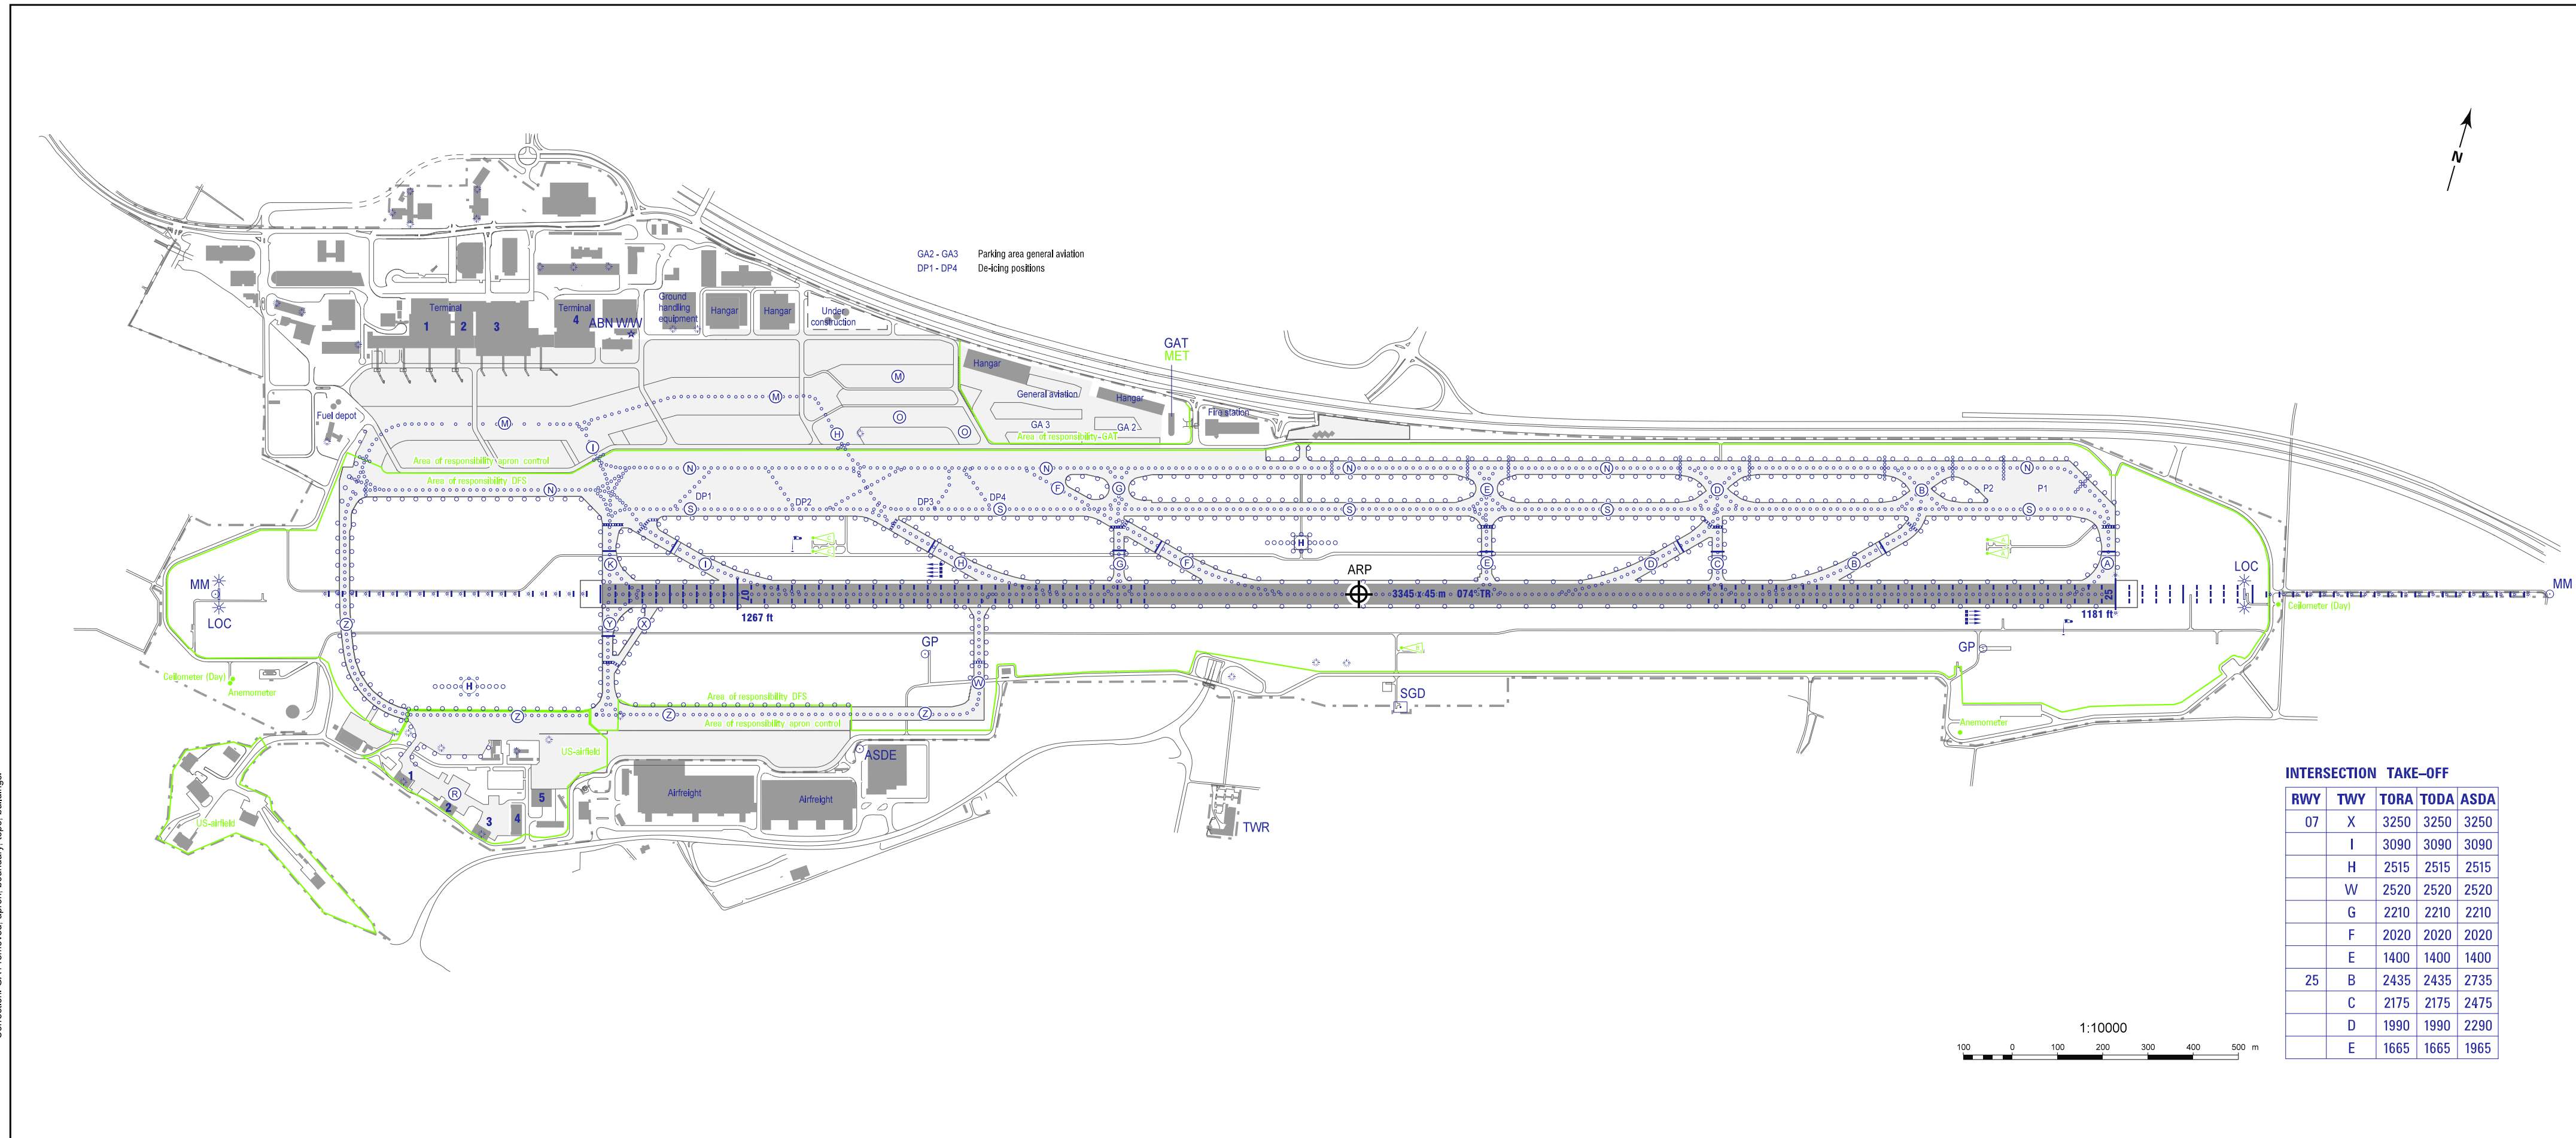 N
GA2 - GA3 Parking area general aviation
DP1 - DP4 De-icing positions
Terminal
1 2 3
Terminal
4
ABN W/W
Ground
handling
equipment
Hangar
Hangar
Under
construction
GAT
MET
Hangar
General aviation
Hangar
GA 3
GA 2
Area of responsibility GAT
Fire station
Fuel depot
M
M
M
O
O
H
I
Area of responsibility apron control
Area of responsibility DFS
N
N
N
N
N
N
DP1
DP2
DP3
DP4
F
G
E
D
B
P2
P1
S
S
S
S
S
H
K
I
H
G
F
E
D
C
B
A
MM
LOC
ARP
07
3345 x 45 m 074° TR
25
1267 ft
1181 ft
LOC
MM
Ceilometer (Day)
Z
Y
X
GP
GP
W
Ceilometer (Day)
Anemometer
H
Z
Z
Z
Area of responsibility DFS
Area of responsibility apron control
SGD
Anemometer
US-airfield
ASDE
1
R
2
3
4
5
Airfreight
Airfreight
US-airfield
TWR
INTERSECTION TAKE–OFF
RWY TWY TORA TODA ASDA
07 X 3250 3250 3250
I 3090 3090 3090
H 2515 2515 2515
W 2520 2520 2520
G 2210 2210 2210
F 2020 2020 2020
E 1400 1400 1400
25 B 2435 2435 2735
C 2175 2175 2475
D 1990 1990 2290
E 1665 1665 1965
1:10000
100 0 100 200 300 400 500 m